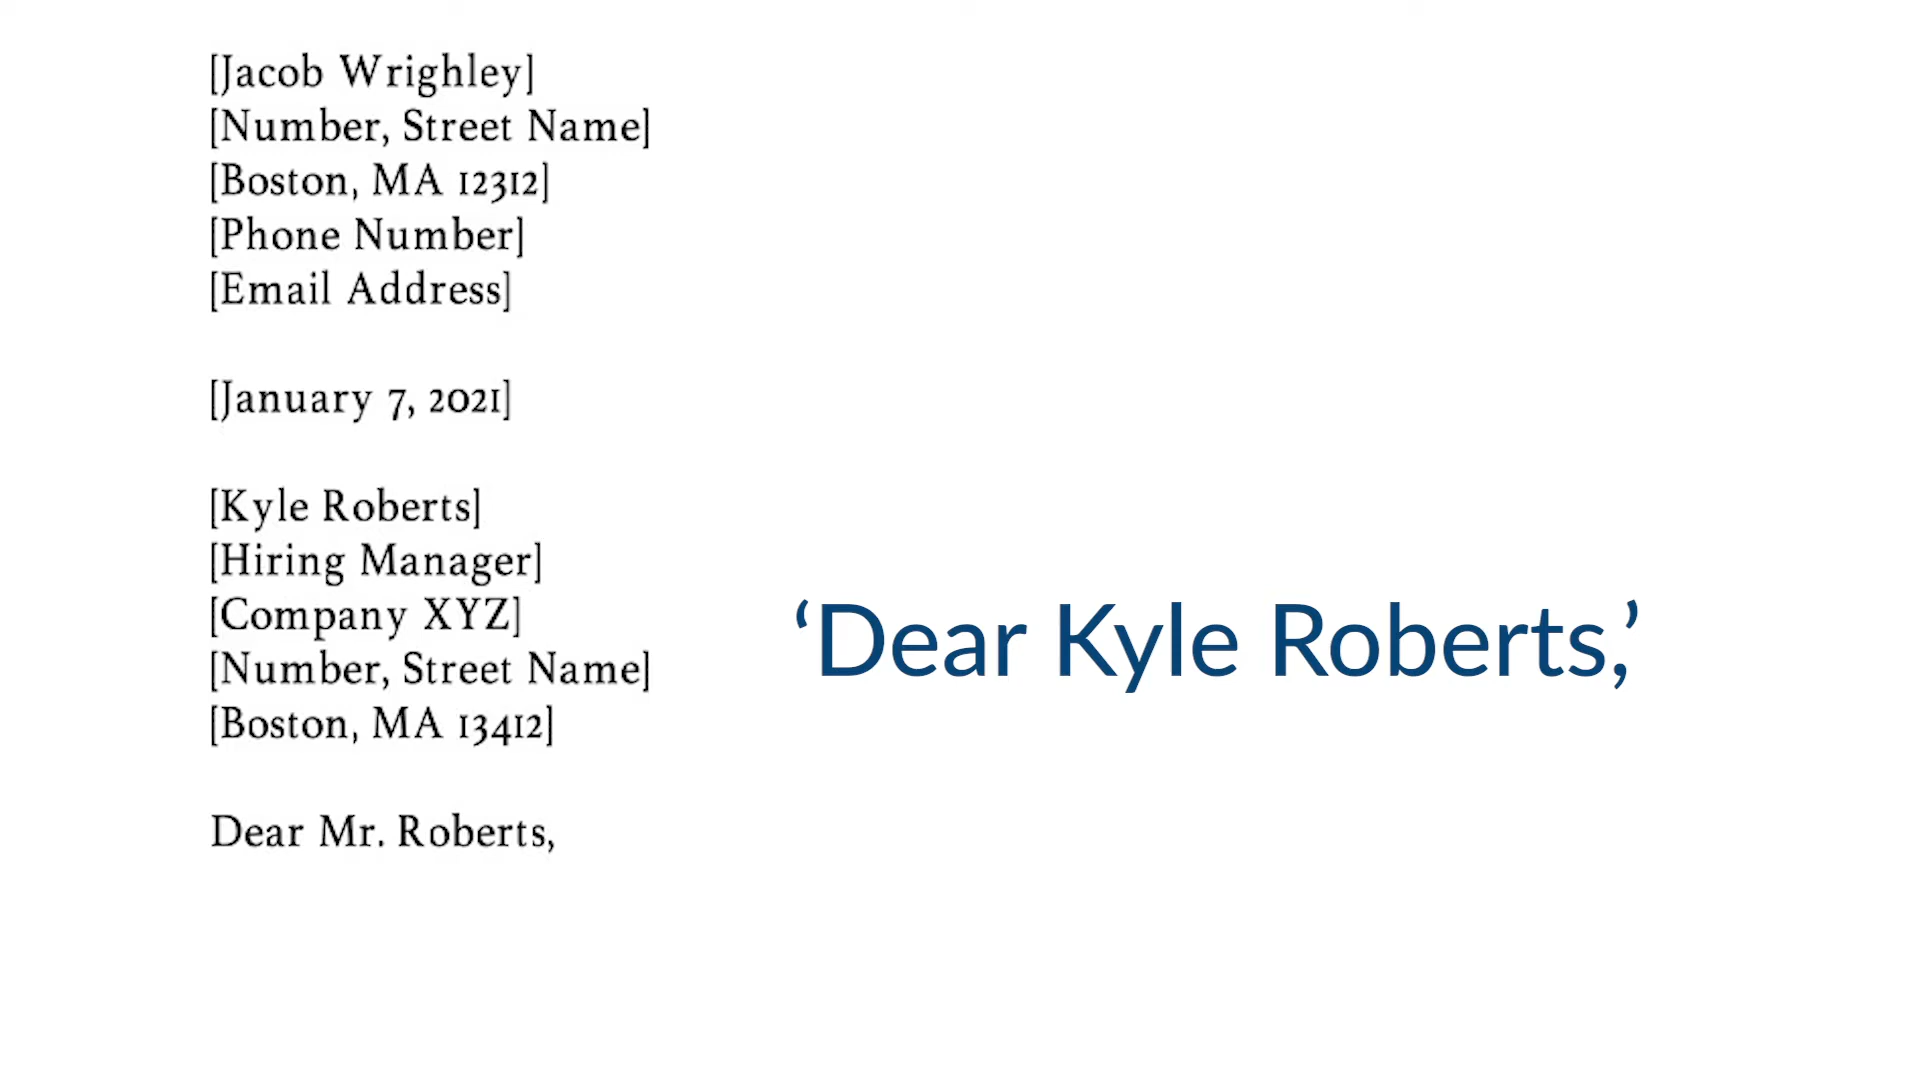 [Jacob Wrighley]
[Number, Street Name]
[Boston, MA 12312]
[Phone Number]
[Email Address]
[January 7, 2021]
[Kyle Roberts]
[Hiring Manager]
[Company XYZ]
[Number, Street Name]
[Boston, MA 13412]
Dear Mr. Roberts,
‘Dear Kyle Roberts,’